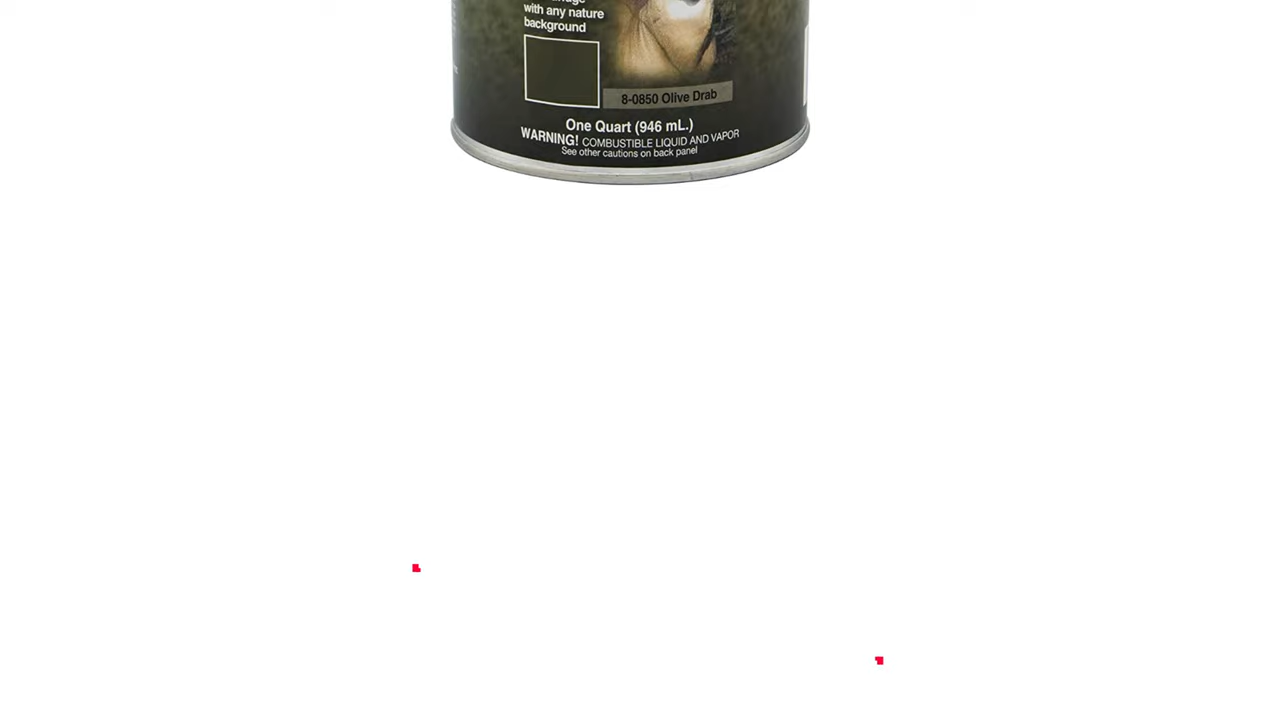 with any nature
background
8-0850 Olive Drab
One Quart (946 mL.)
WARNING! COMBUSTIBLE LIQUID AND VAPOR
See other cautions on back panel